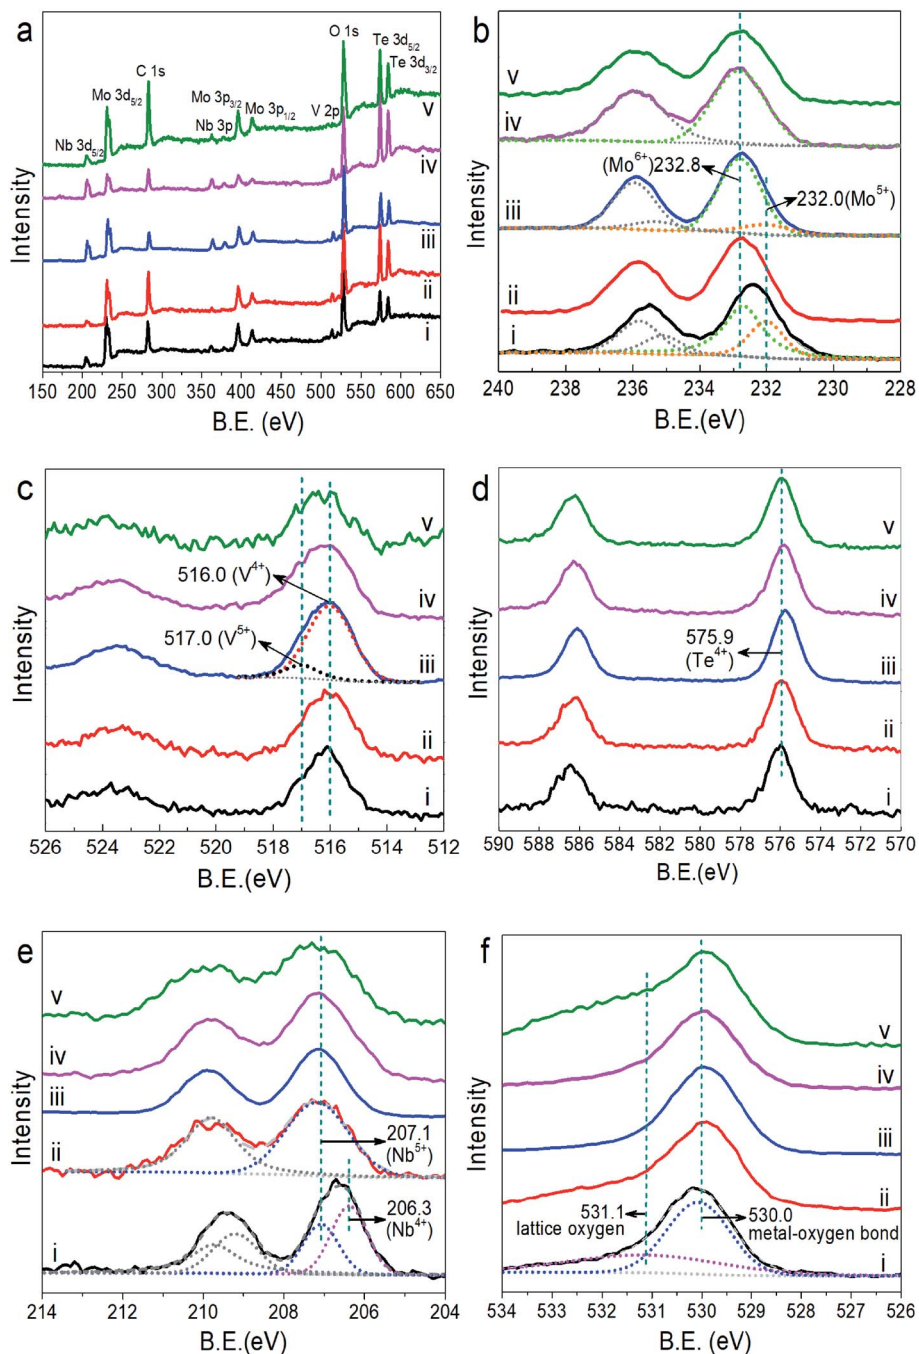 a
O 1s
Te 3d5/2
C 1s
Te 3d3/2
Mo 3d5/2
Mo 3p3/2
Mo 3p1/2
V 2p
v
Nb 3d5/2
Nb 3p
iv
iii
ii
i
Intensity
150 200 250 300 350 400 450 500 550 600 650
B.E. (eV)
b
v
iv
(Mo6+)232.8
232.0(Mo5+)
iii
ii
i
Intensity
240 238 236 234 232 230 228
B.E. (eV)
c
v
516.0 (V4+)
iv
517.0 (V5+)
iii
ii
i
Intensity
526 524 522 520 518 516 514 512
B.E.(eV)
d
v
iv
575.9
(Te4+)
iii
ii
i
Intensity
590 588 586 584 582 580 578 576 574 572 570
B.E.(eV)
e
v
iv
iii
ii
207.1
(Nb5+)
206.3
(Nb4+)
i
Intensity
214 212 210 208 206 204
B.E.(eV)
f
v
iv
iii
ii
531.1
lattice oxygen
530.0
metal-oxygen bond
i
Intensity
534 533 532 531 530 529 528 527 526
B.E.(eV)